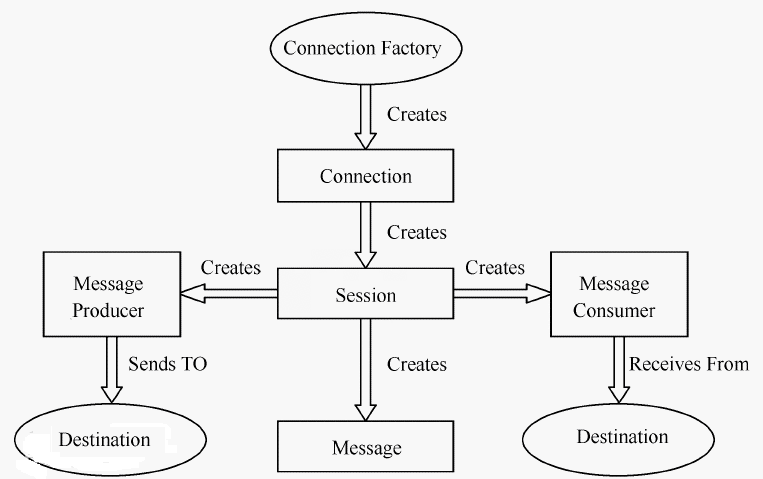 Connection Factory
Creates
Connection
Creates
Creates
Creates
Message
Producer
Session
Message
Consumer
Sends TO
Creates
Receives From
Destination
Message
Destination